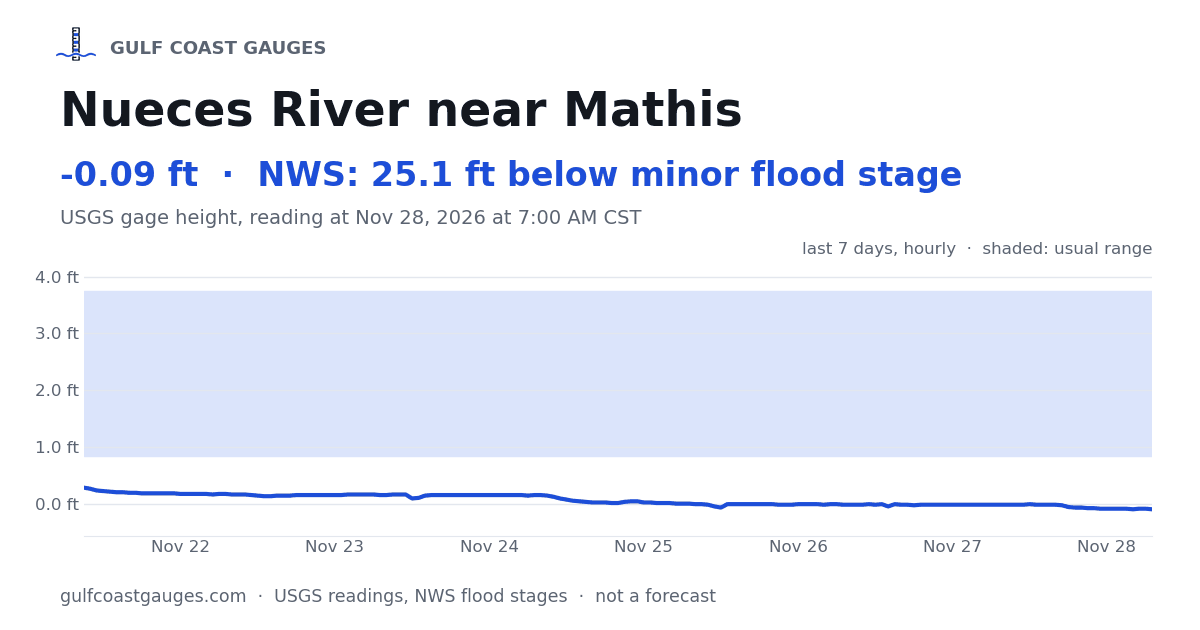 GULF COAST GAUGES
Nueces River near Mathis
-0.09 ft · NWS: 25.1 ft below minor flood stage
USGS gage height, reading at Nov 28, 2026 at 7:00 AM CST
last 7 days, hourly · shaded: usual range
4.0 ft
3.0 ft
2.0 ft
1.0 ft
0.0 ft
Nov 22 Nov 23 Nov 24 Nov 25 Nov 26 Nov 27 Nov 28
gulfcoastgauges.com · USGS readings, NWS flood stages · not a forecast